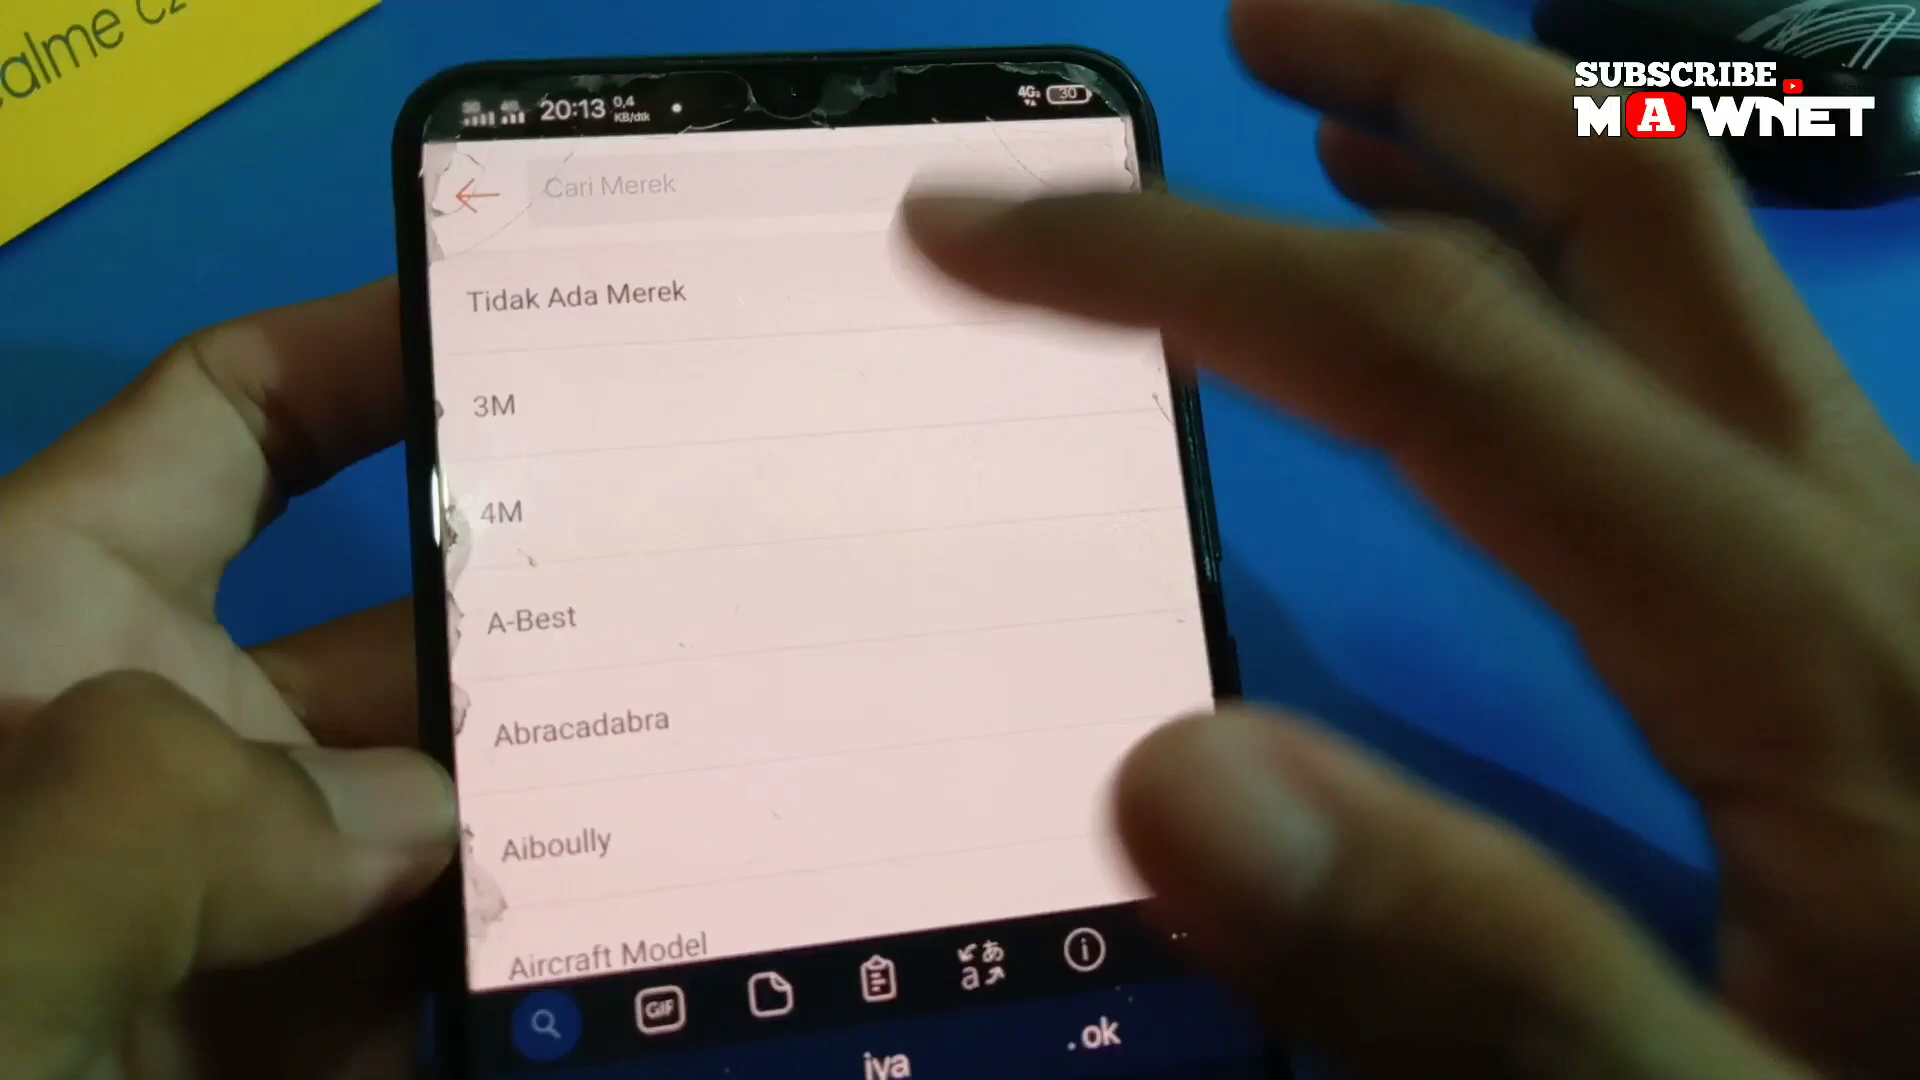 SUBSCRIBE
MAWNET
20:13
0,4
KB/dtk
4G
30
Cari Merek
Tidak Ada Merek
3M
4M
A-Best
Abracadabra
Aiboully
Aircraft Model
GIF
iya
.ok